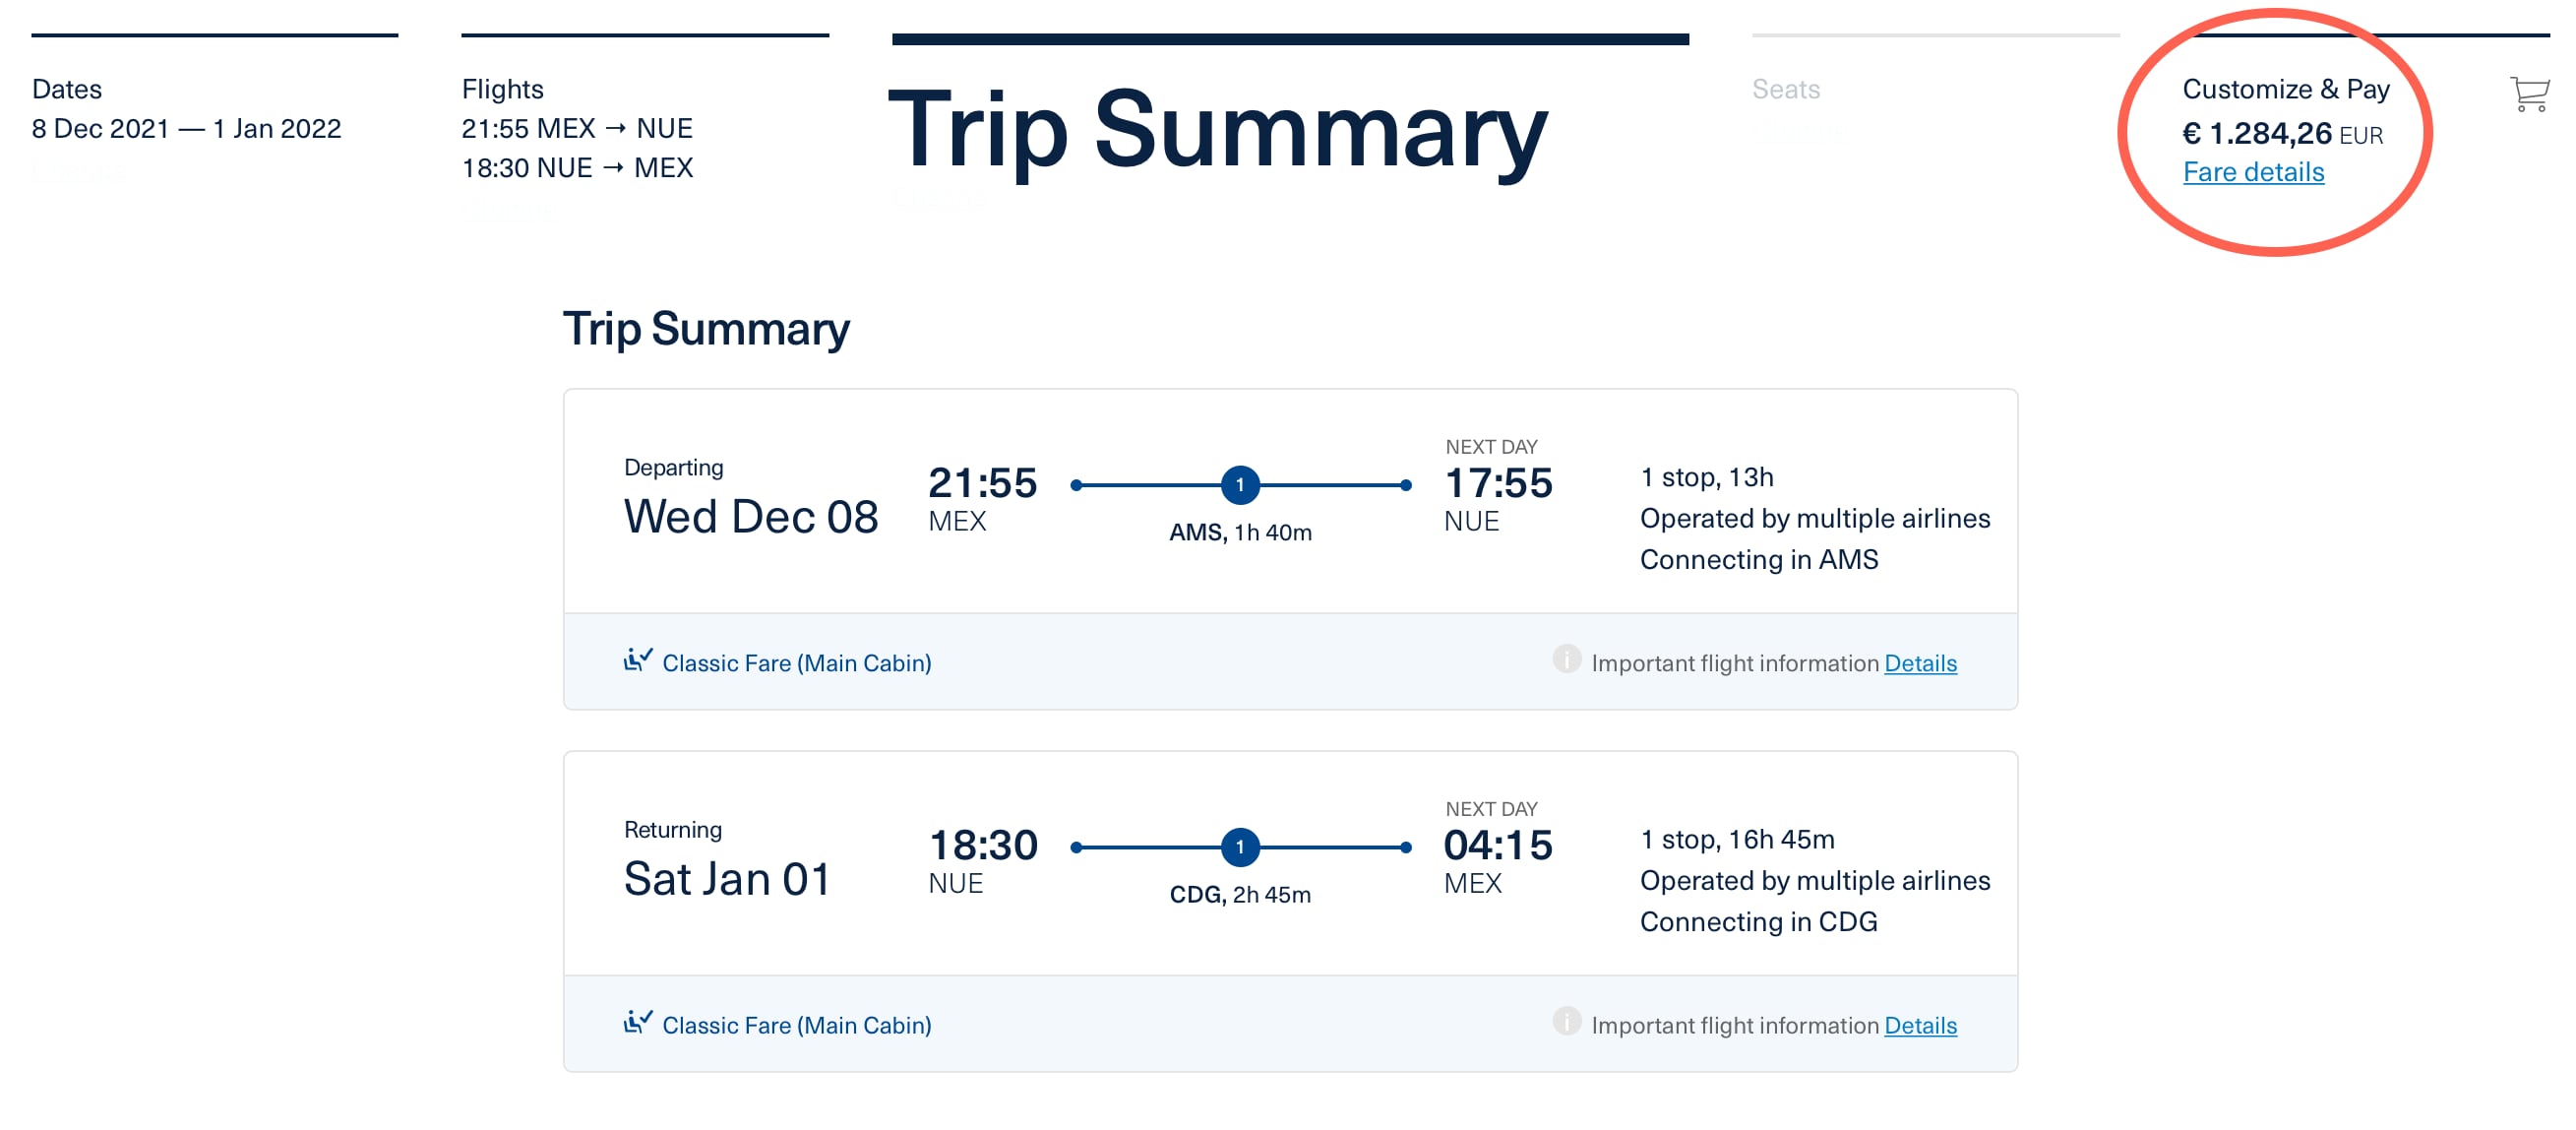 Dates
8 Dec 2021 — 1 Jan 2022
Flights
21:55 MEX → NUE
18:30 NUE → MEX
Trip Summary
Seats
Customize & Pay
€ 1.284,26 EUR
Fare details
Trip Summary
Departing
Wed Dec 08
21:55
MEX
1
AMS, 1h 40m
NEXT DAY
17:55
NUE
1 stop, 13h
Operated by multiple airlines
Connecting in AMS
Classic Fare (Main Cabin)
Important flight information Details
Returning
Sat Jan 01
18:30
NUE
1
CDG, 2h 45m
NEXT DAY
04:15
MEX
1 stop, 16h 45m
Operated by multiple airlines
Connecting in CDG
Classic Fare (Main Cabin)
Important flight information Details